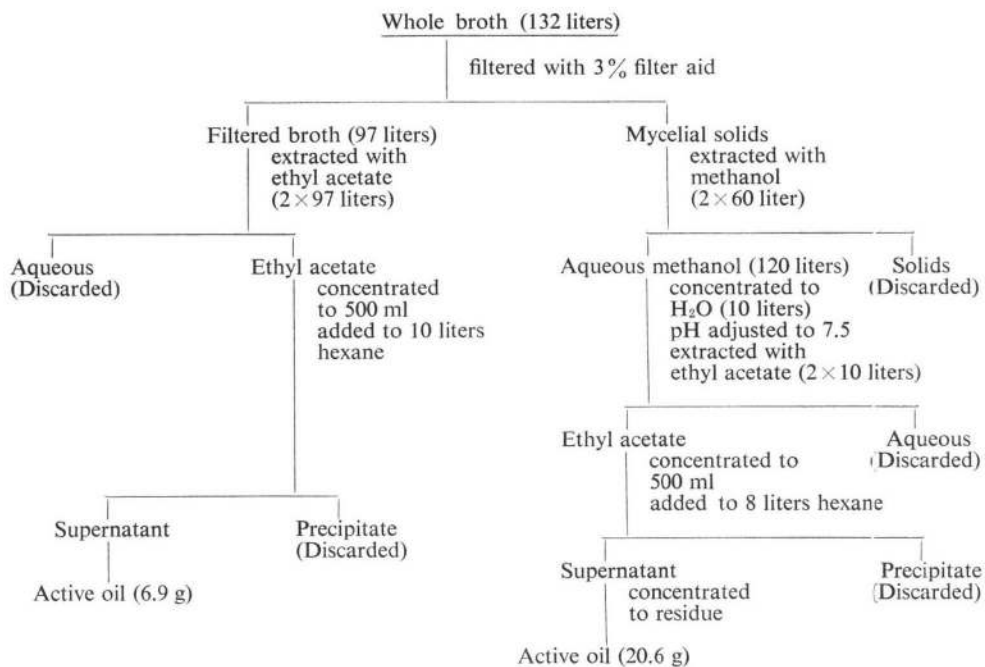 Whole broth (132 liters)
filtered with 3% filter aid
Filtered broth (97 liters)
extracted with
ethyl acetate
(2×97 liters)
Mycelial solids
extracted with
methanol
(2×60 liter)
Aqueous
(Discarded)
Ethyl acetate
concentrated
to 500 ml
added to 10 liters
hexane
Aqueous methanol (120 liters)
concentrated to
H₂O (10 liters)
pH adjusted to 7.5
extracted with
ethyl acetate (2×10 liters)
Solids
(Discarded)
Ethyl acetate
concentrated to
500 ml
added to 8 liters hexane
Aqueous
(Discarded)
Supernatant
Precipitate
(Discarded)
Active oil (6.9 g)
Supernatant
concentrated
to residue
Precipitate
(Discarded)
Active oil (20.6 g)